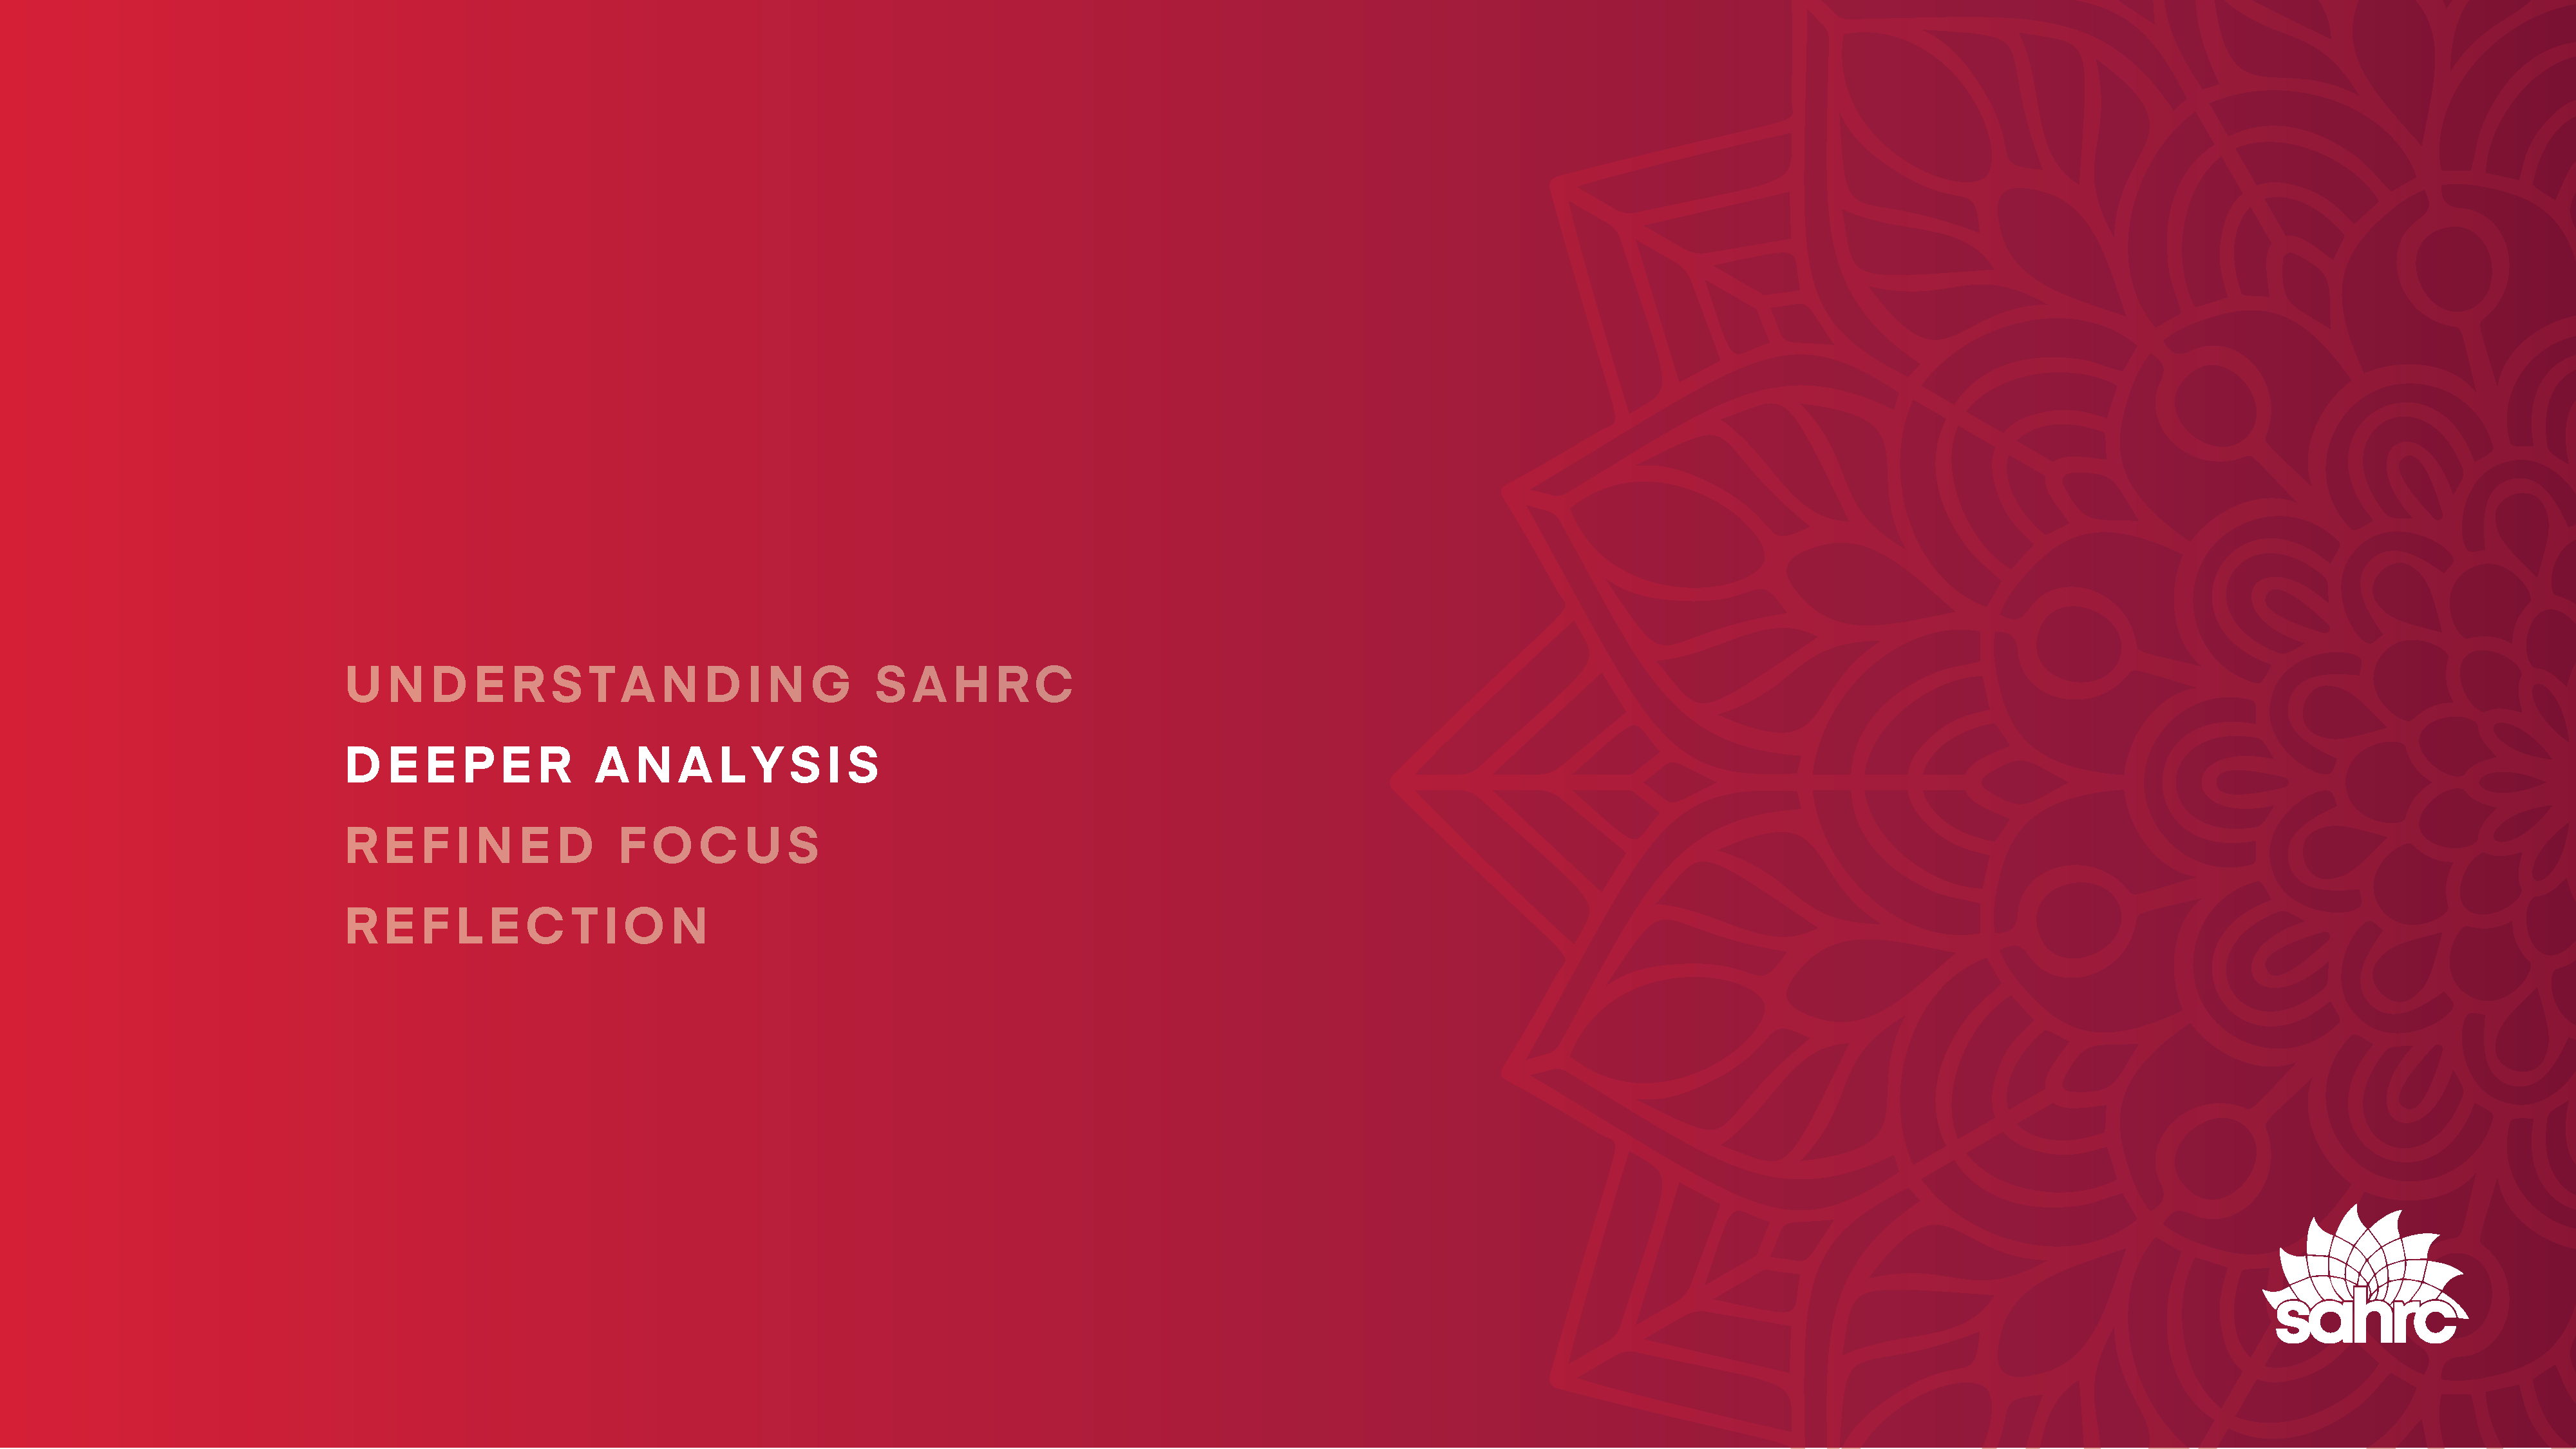 UNDERSTANDING SAHRC
DEEPER ANALYSIS
REFINED FOCUS
REFLECTION
sahrc